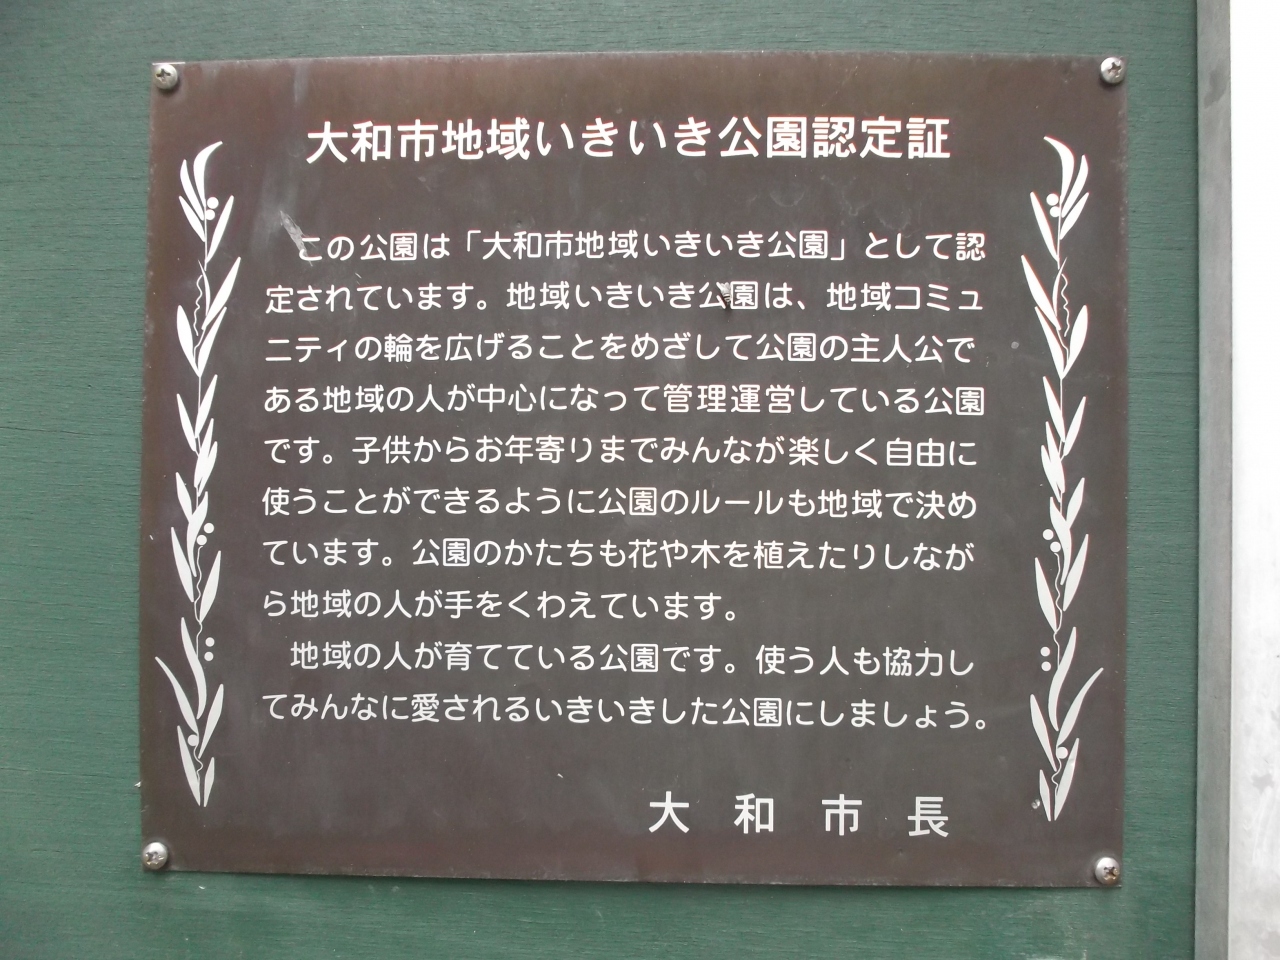 大和市地域いきいき公園認定証
この公園は「大和市地域いきいき公園」として認
定されています。地域いきいき公園は、地域コミュ
ニティの輪を広げることをめざして公園の主人公で
ある地域の人が中心になって管理運営している公園
です。子供からお年寄りまでみんなが楽しく自由に
使うことができるように公園のルールも地域で決め
ています。公園のかたちも花や木を植えたりしなが
ら地域の人が手をくわえています。
地域の人が育てている公園です。使う人も協力し
てみんなに愛されるいきいきした公園にしましょう。
大和市長